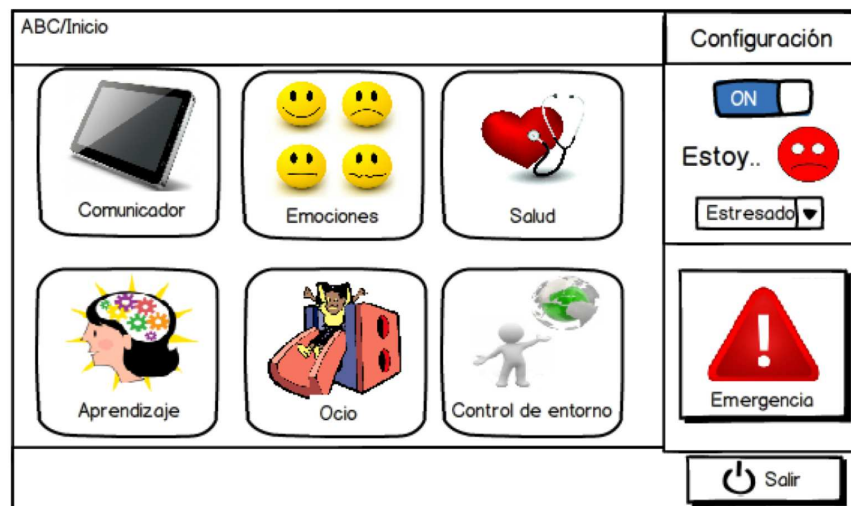 ABC/Inicio
Configuración
ON
Estoy..
Estresado
Comunicador
Emociones
Salud
Aprendizaje
Ocio
Control de entorno
Emergencia
Salir